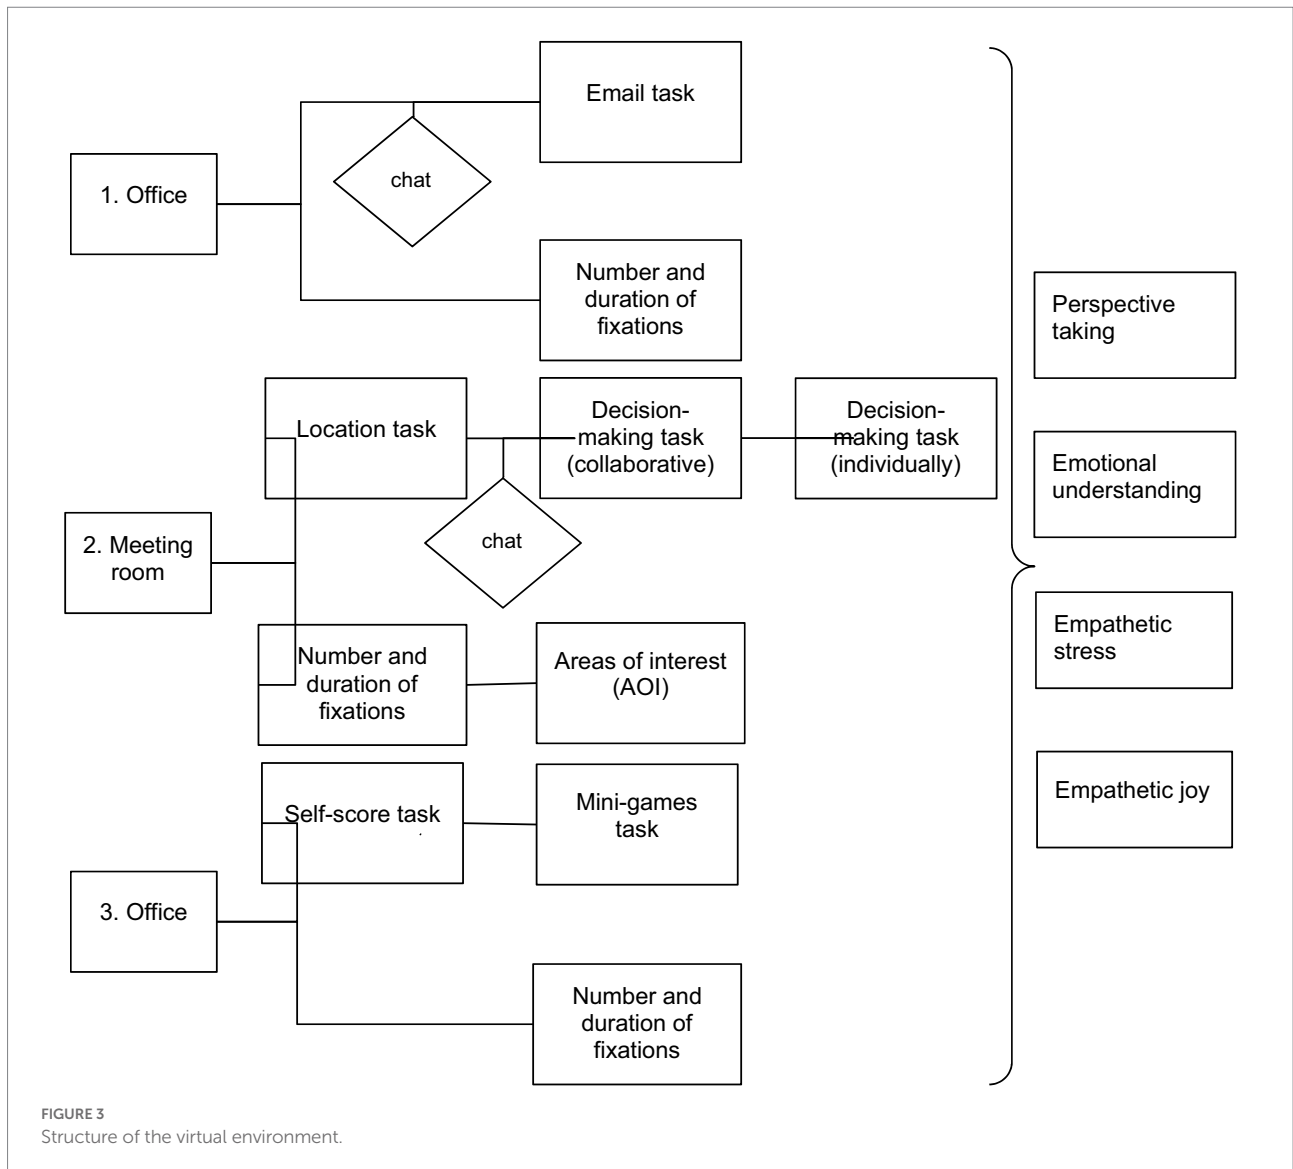 Email task
chat
1. Office
Number and
duration of
fixations
Location task
Decision-
making task
(collaborative)
Decision-
making task
(individually)
chat
2. Meeting
room
Number and
duration of
fixations
Areas of interest
(AOI)
Self-score task
Mini-games
task
3. Office
Number and
duration of
fixations
Perspective
taking
Emotional
understanding
Empathetic
stress
Empathetic joy
FIGURE 3
Structure of the virtual environment.